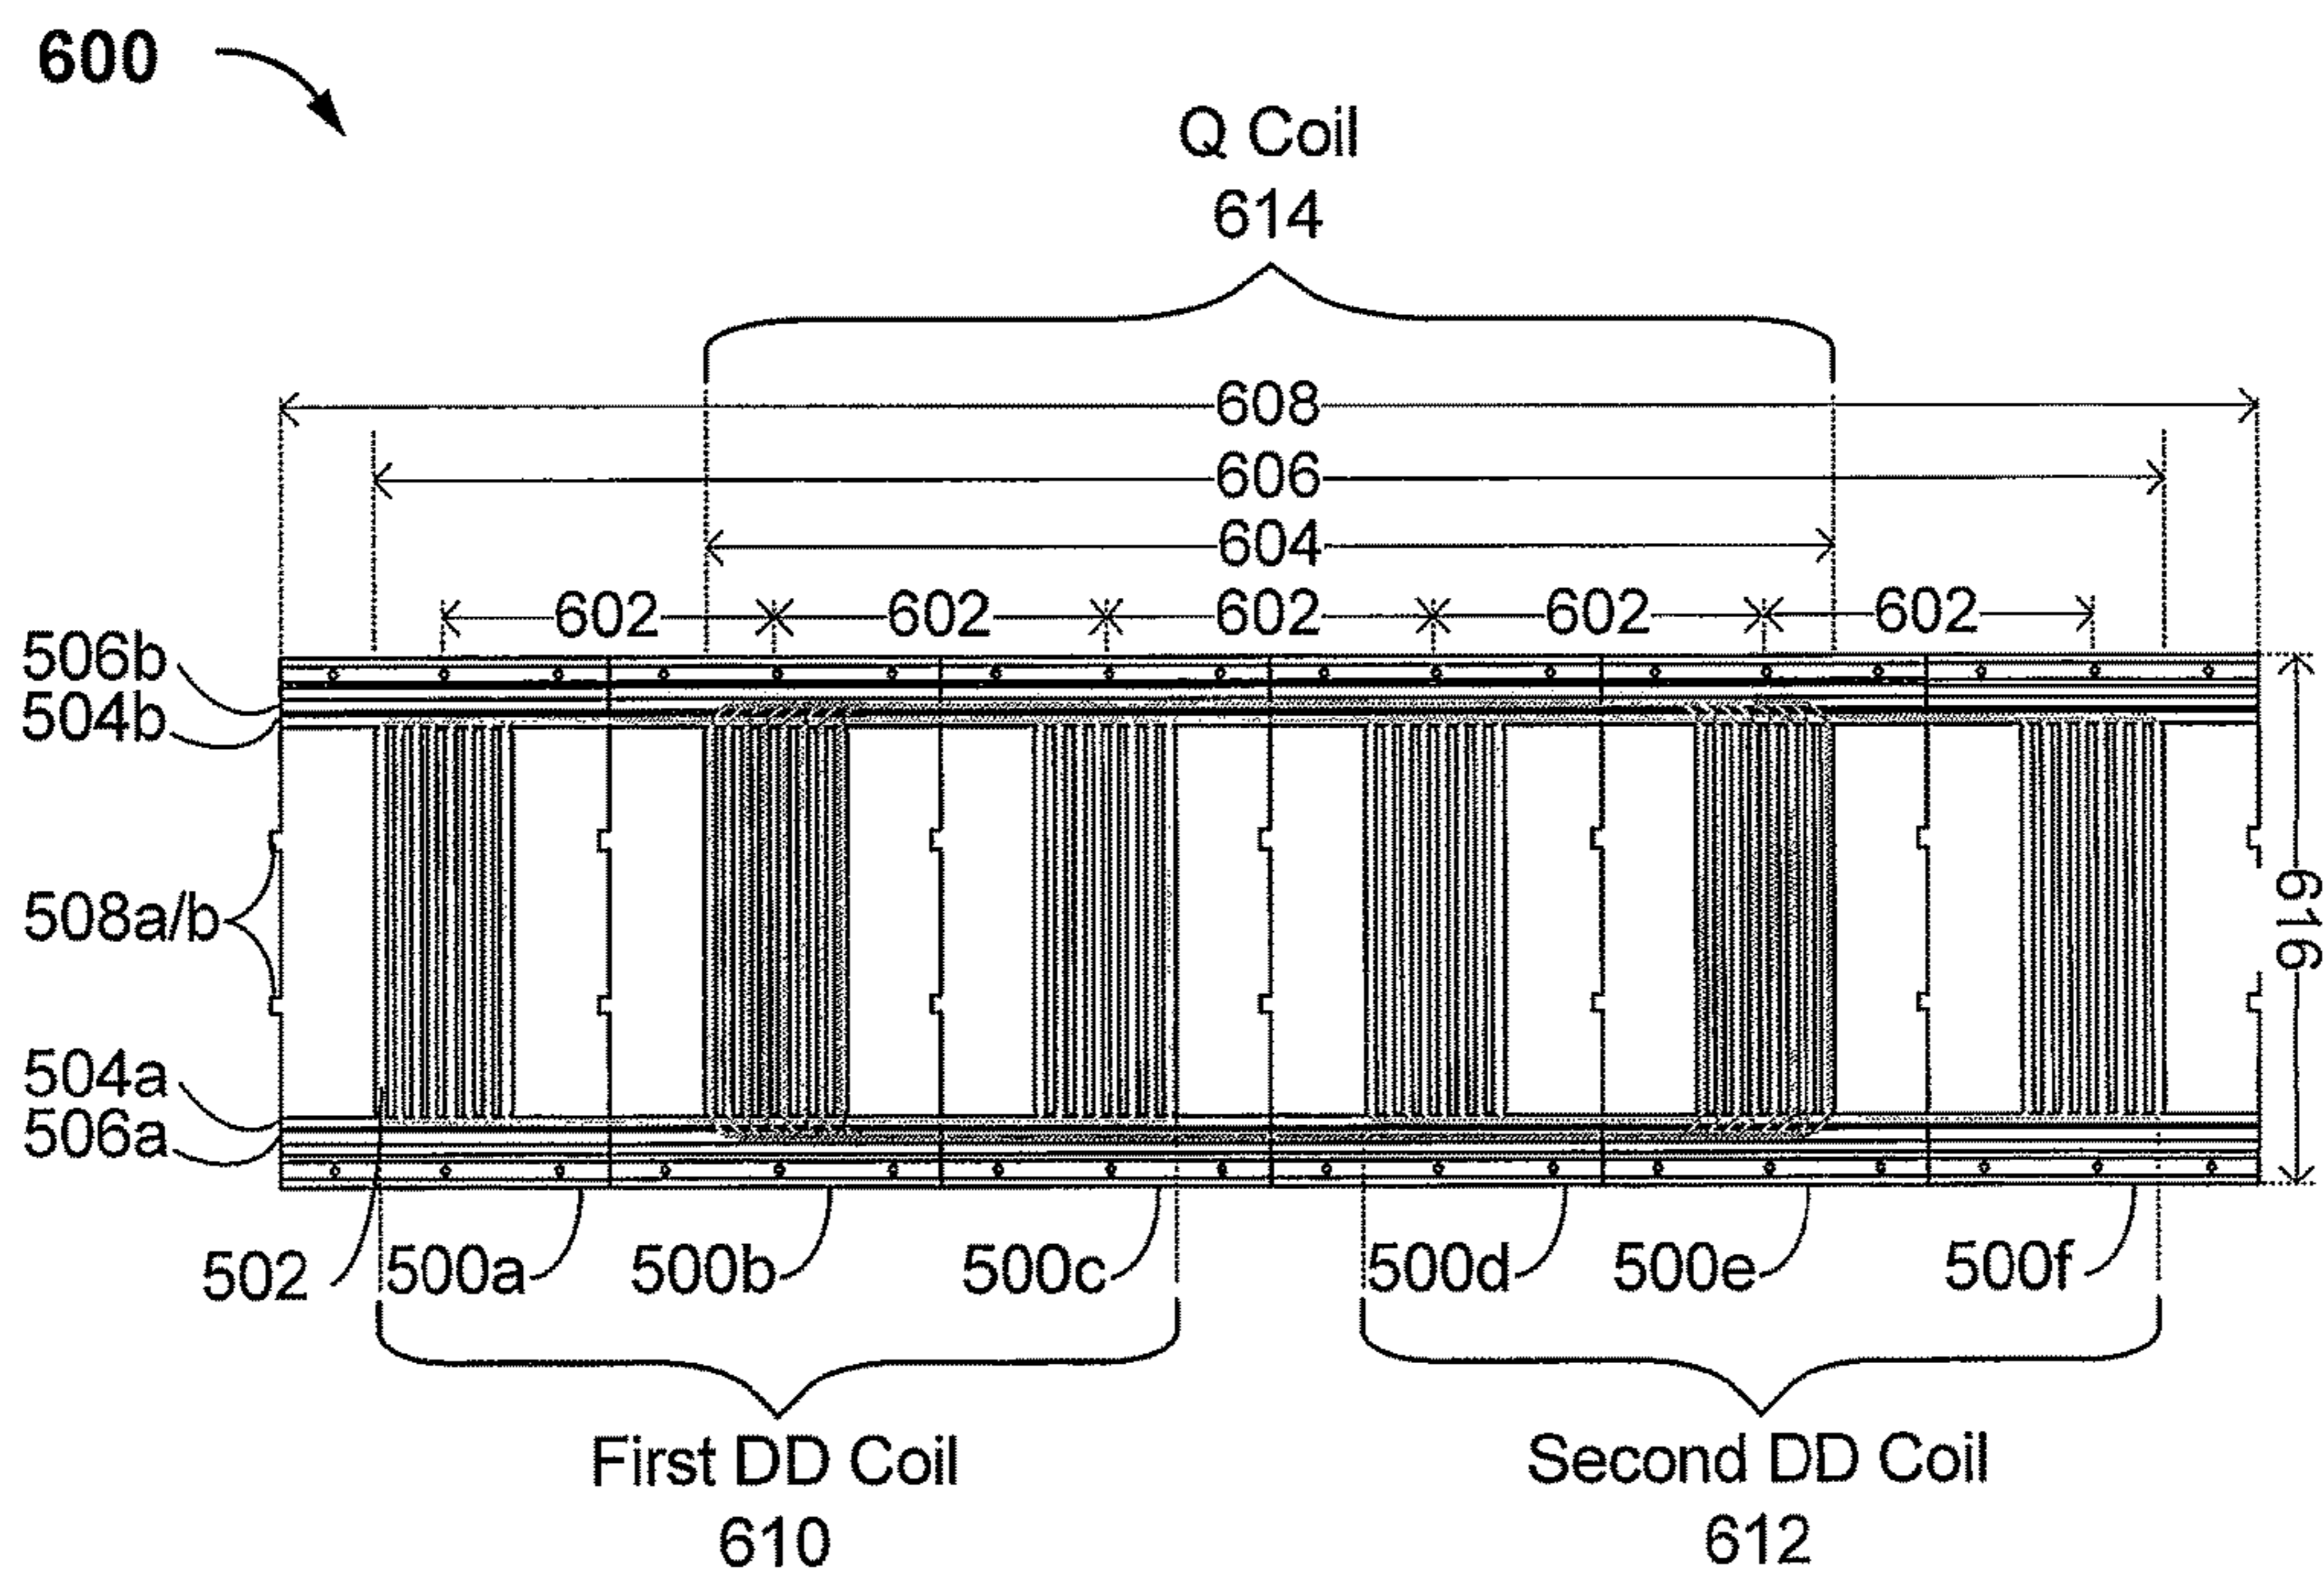 600
Q Coil
614
608
606
604
602 602 602 602 602
506b
504b
508a/b
616
504a
506a
502 500a 500b 500c 500d 500e 500f
First DD Coil
610
Second DD Coil
612